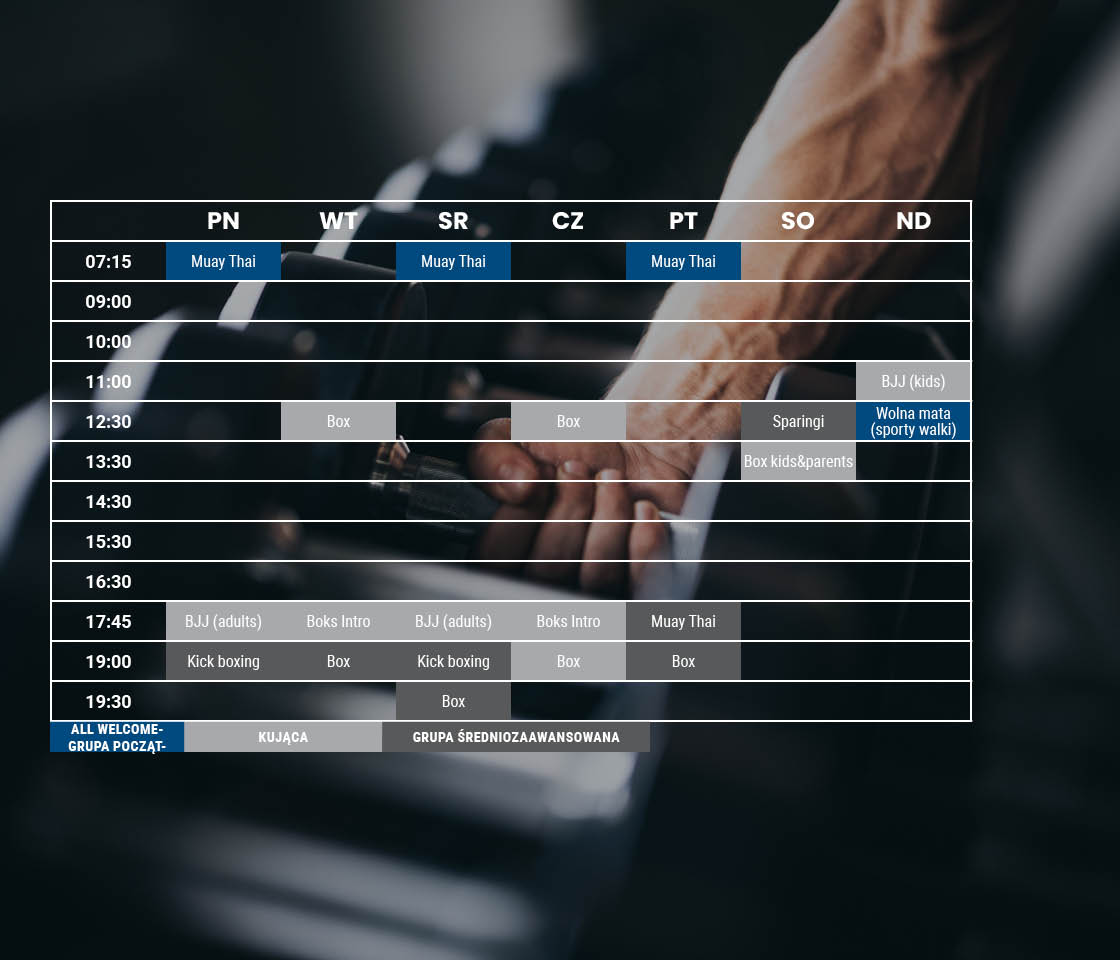 PN WT SR CZ PT SO ND
07:15 Muay Thai Muay Thai Muay Thai
09:00
10:00
11:00 BJJ (kids)
12:30 Box Box Sparingi Wolna mata
(sporty walki)
13:30 Box kids&parents
14:30
15:30
16:30
17:45 BJJ (adults) Boks Intro BJJ (adults) Boks Intro Muay Thai
19:00 Kick boxing Box Kick boxing Box Box
19:30 Box
ALL WELCOME-
GRUPA POCZĄT-
KUJĄCA
GRUPA ŚREDNIOZAAWANSOWANA